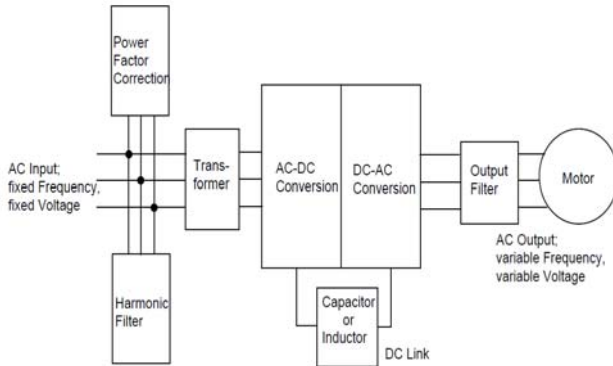 Power
Factor
Correction
AC Input;
fixed Frequency,
fixed Voltage
Trans-
former
AC-DC
Conversion
DC-AC
Conversion
Output
Filter
Motor
AC Output;
variable Frequency,
variable Voltage
Harmonic
Filter
Capacitor
or
Inductor
DC Link